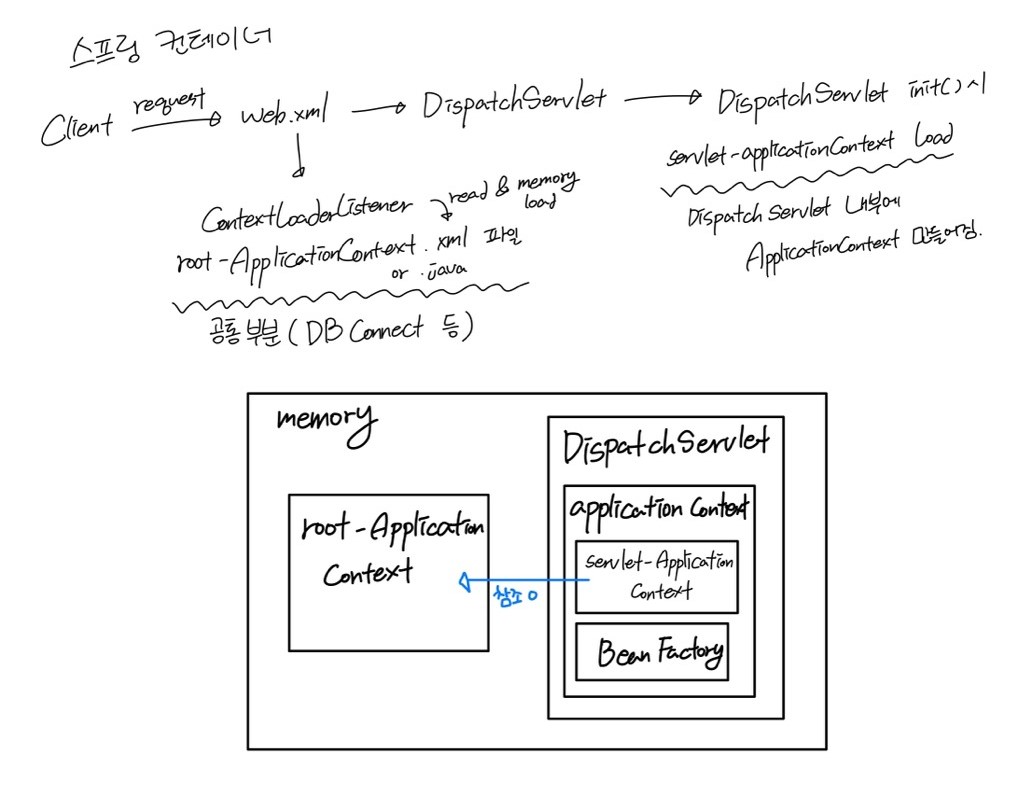 스프링 컨테이너
Client request web.xml DispatchServlet DispatchServlet init() 시
servlet-applicationContext load
DispatchServlet 내부에
ApplicationContext 만들어짐.
ContextLoaderListener read & memory load
root-ApplicationContext.xml 파일
or .java
공통부분 (DB Connect 등)
memory
DispatchServlet
root-Application
Context
application Context
servlet-Application
Context
참조 o
Bean Factory